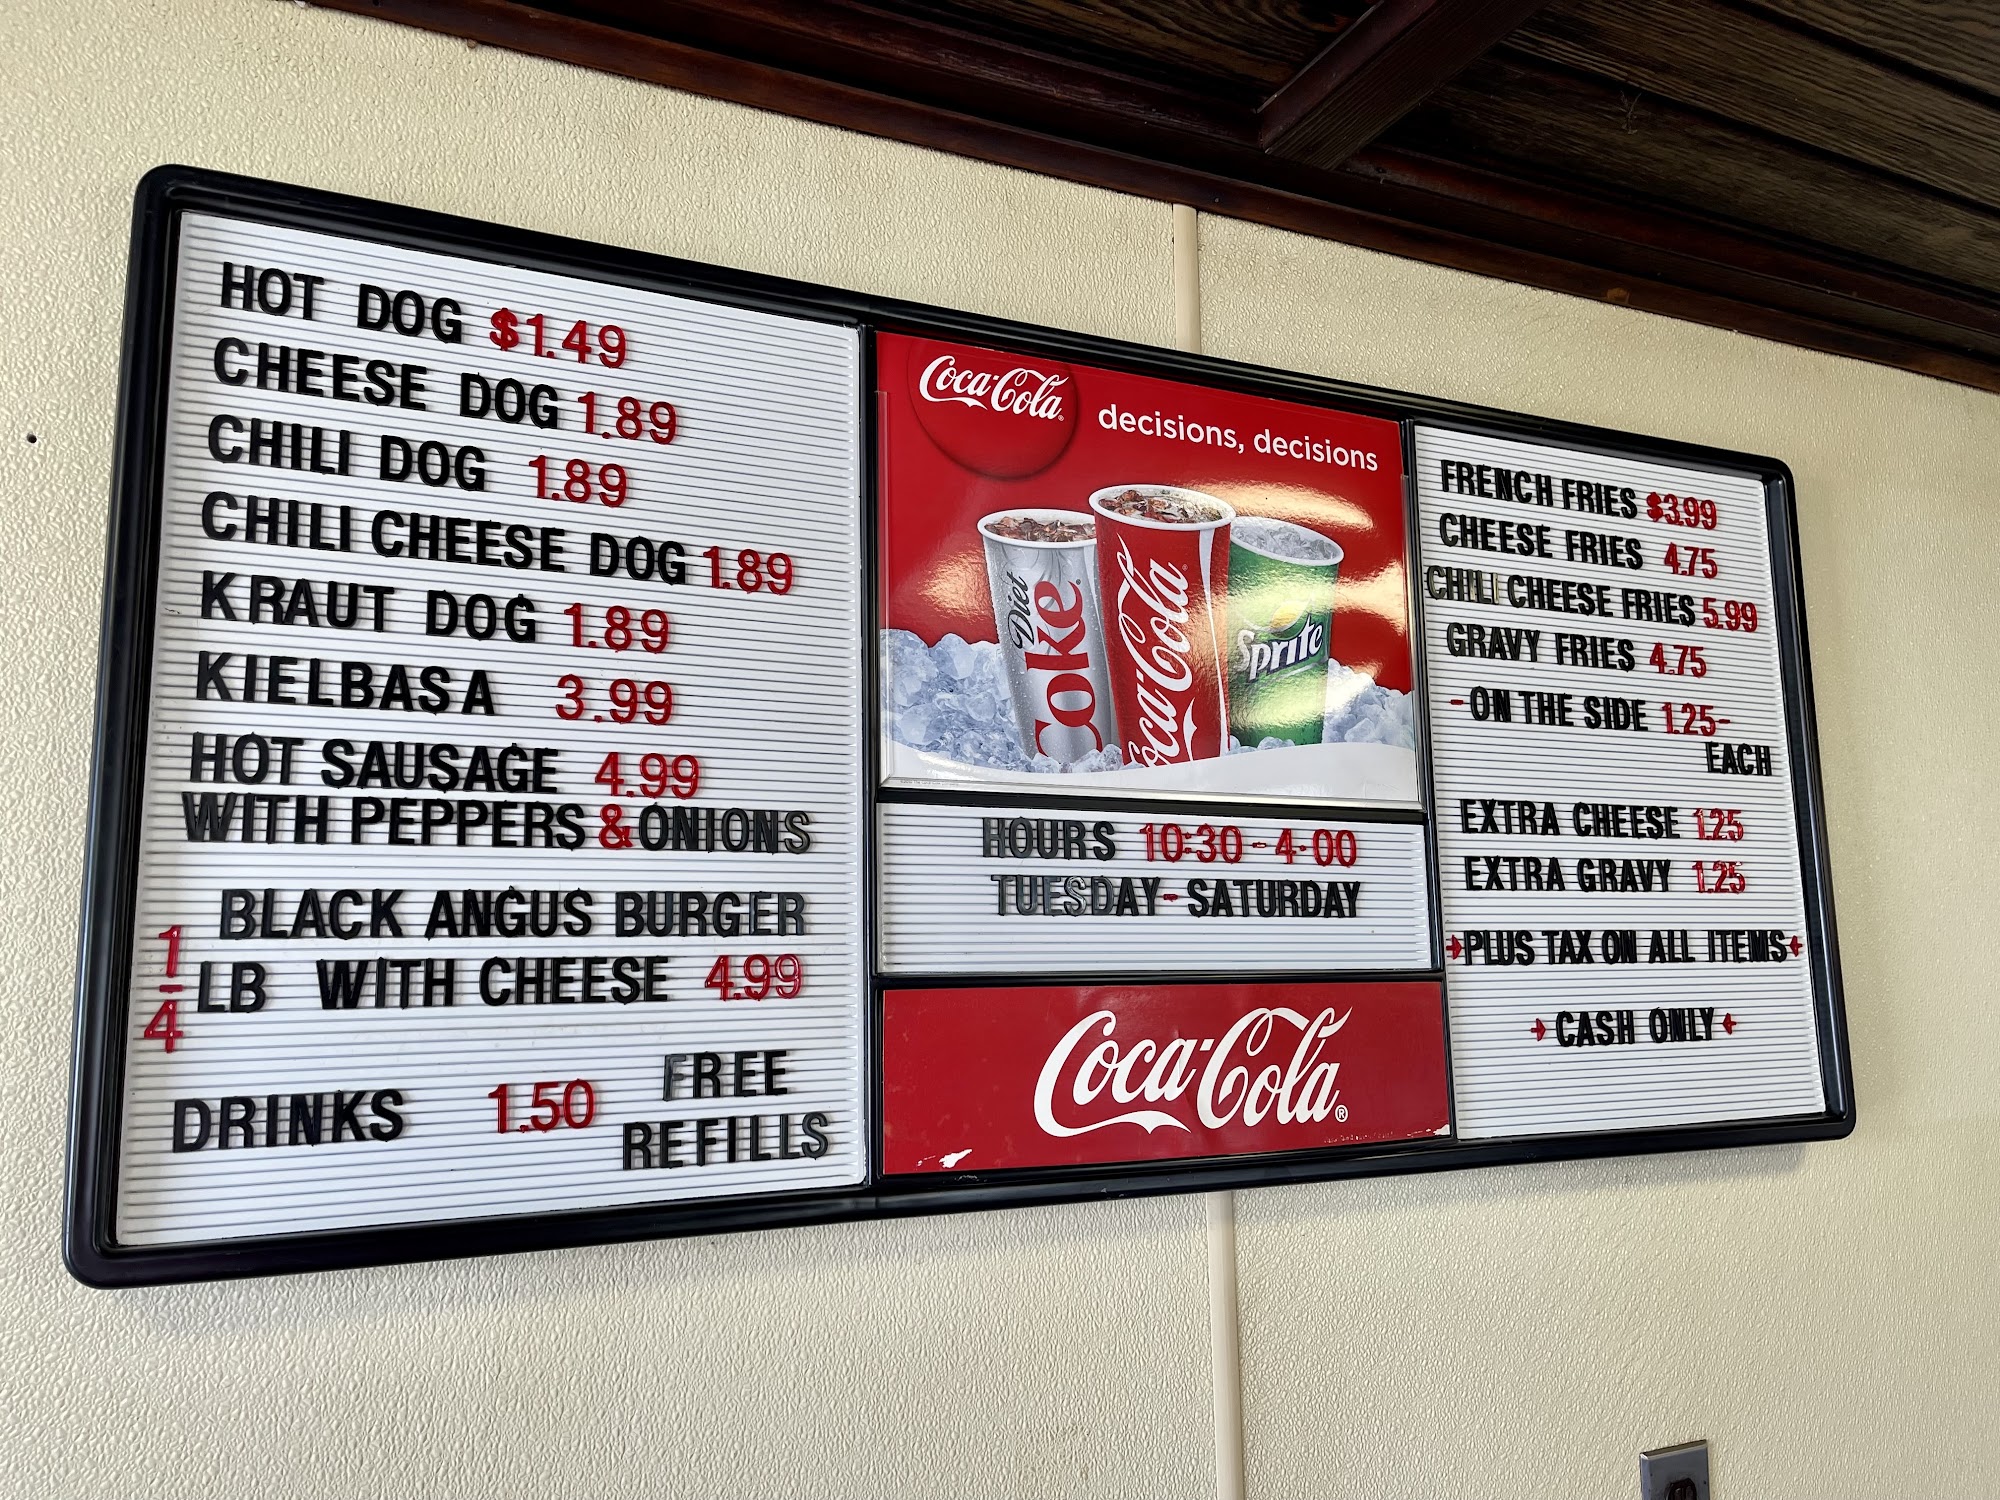 HOT DOG $1.49
CHEESE DOG 1.89
CHILI DOG 1.89
CHILI CHEESE DOG 1.89
KRAUT DOG 1.89
KIELBASA 3.99
HOT SAUSAGE 4.99
WITH PEPPERS & ONIONS
BLACK ANGUS BURGER
1/4 LB WITH CHEESE 4.99
DRINKS 1.50 FREE
REFILLS
Coca-Cola
decisions, decisions
Diet Coke
Coca-Cola
Sprite
HOURS 10:30-4:00
TUESDAY-SATURDAY
Coca-Cola®
FRENCH FRIES $3.99
CHEESE FRIES 4.75
CHILI CHEESE FRIES 5.99
GRAVY FRIES 4.75
-ON THE SIDE 1.25-
EACH
EXTRA CHEESE 1.25
EXTRA GRAVY 1.25
PLUS TAX ON ALL ITEMS
CASH ONLY